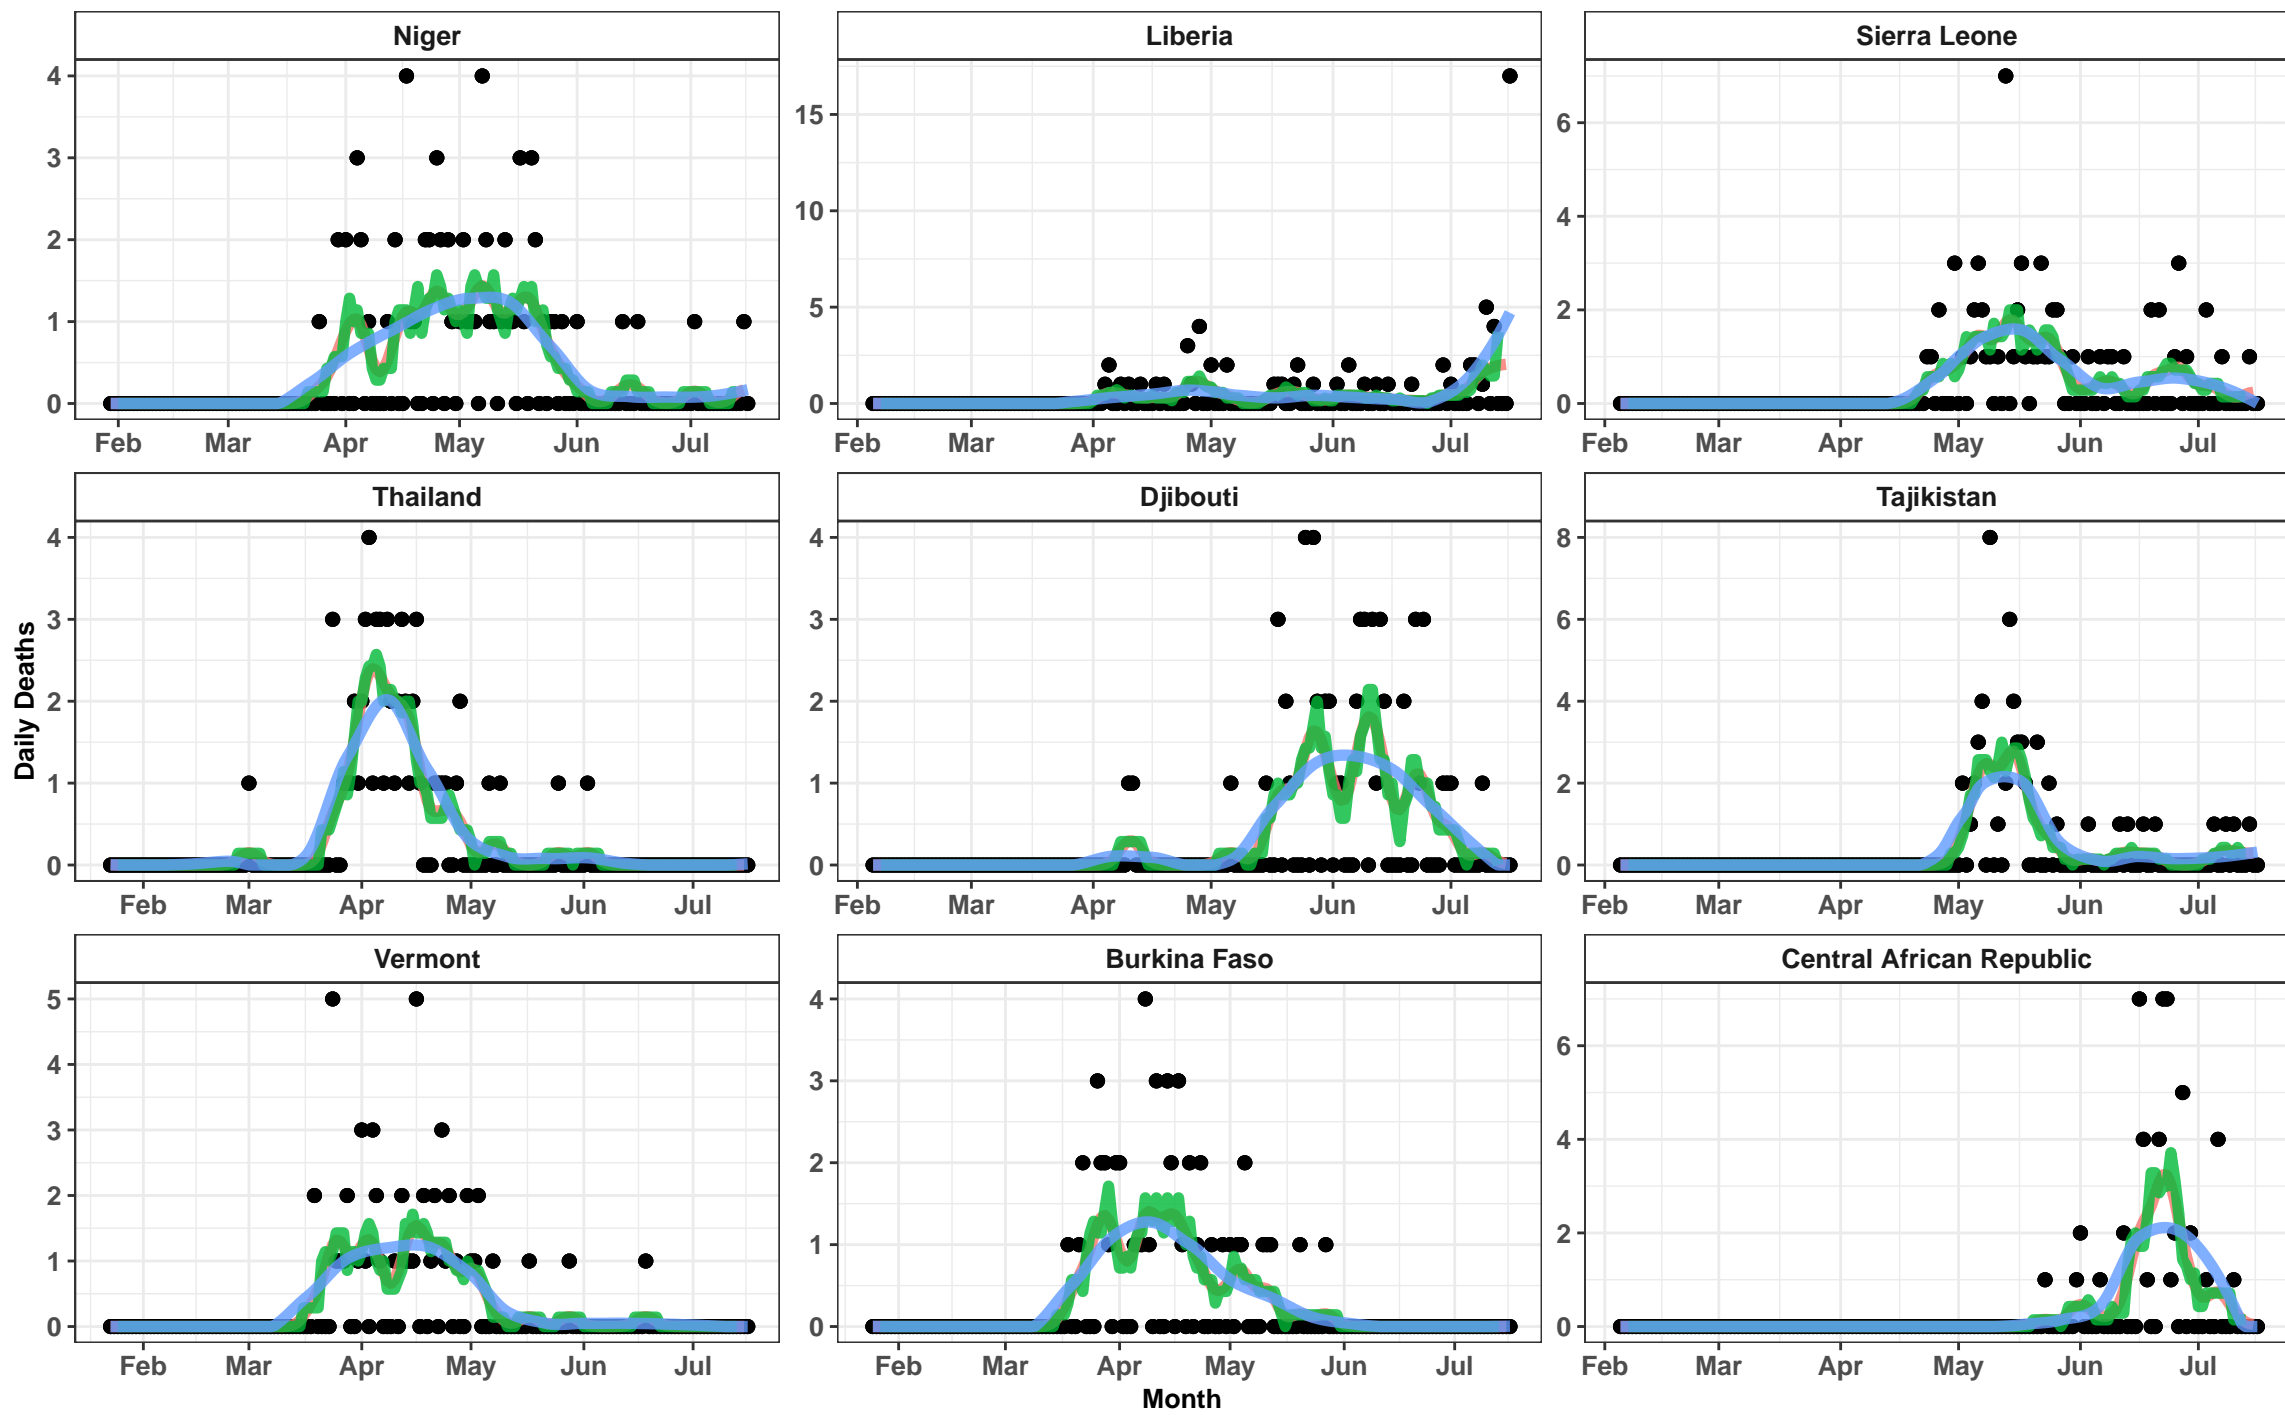 Niger
Liberia
Sierra Leone
4
3
2
1
0
15
10
5
0
6
4
2
0
Feb Mar Apr May Jun Jul
Feb Mar Apr May Jun Jul
Feb Mar Apr May Jun Jul
Thailand
Djibouti
Tajikistan
4
3
2
1
0
4
3
2
1
0
8
6
4
2
0
Feb Mar Apr May Jun Jul
Feb Mar Apr May Jun Jul
Feb Mar Apr May Jun Jul
Daily Deaths
Vermont
Burkina Faso
Central African Republic
5
4
3
2
1
0
4
3
2
1
0
6
4
2
0
Feb Mar Apr May Jun Jul
Feb Mar Apr May Jun Jul
Feb Mar Apr May Jun Jul
Month